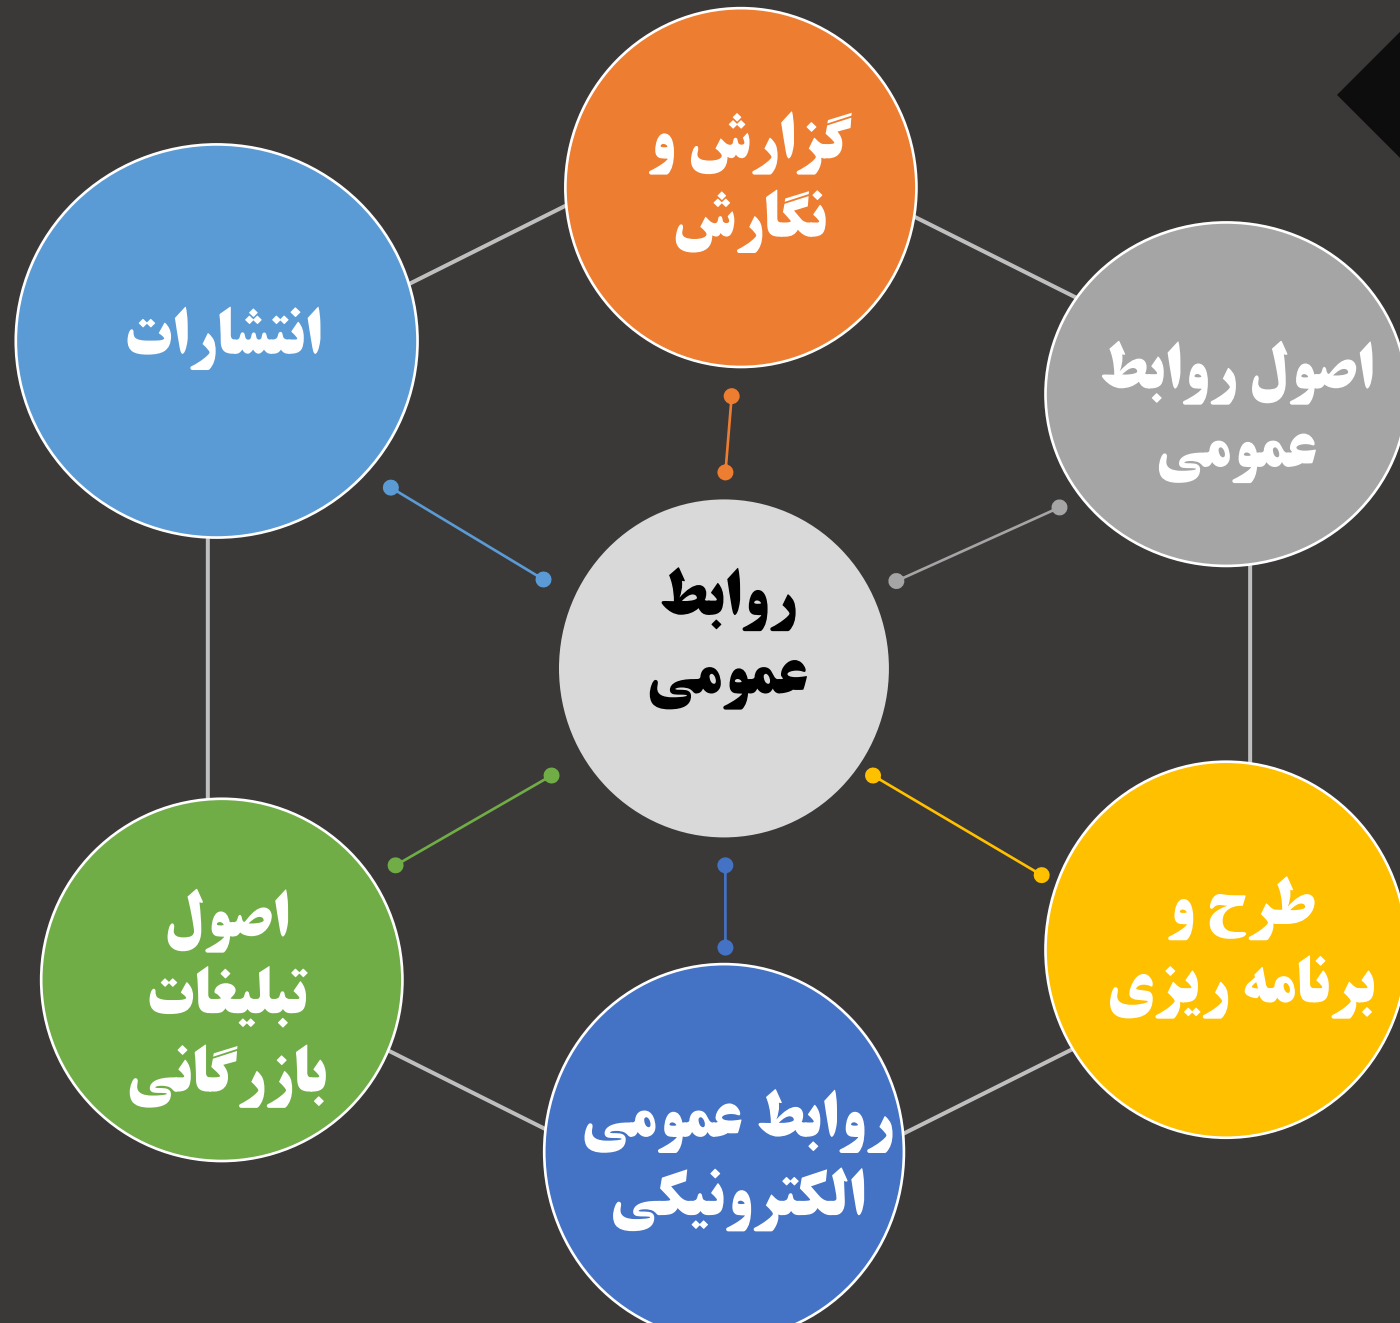 گزارش و
نگارش
اصول روابط
عمومی
انتشارات
روابط
عمومی
طرح و
برنامه ریزی
اصول
تبلیغات
بازرگانی
روابط عمومی
الکترونیکی